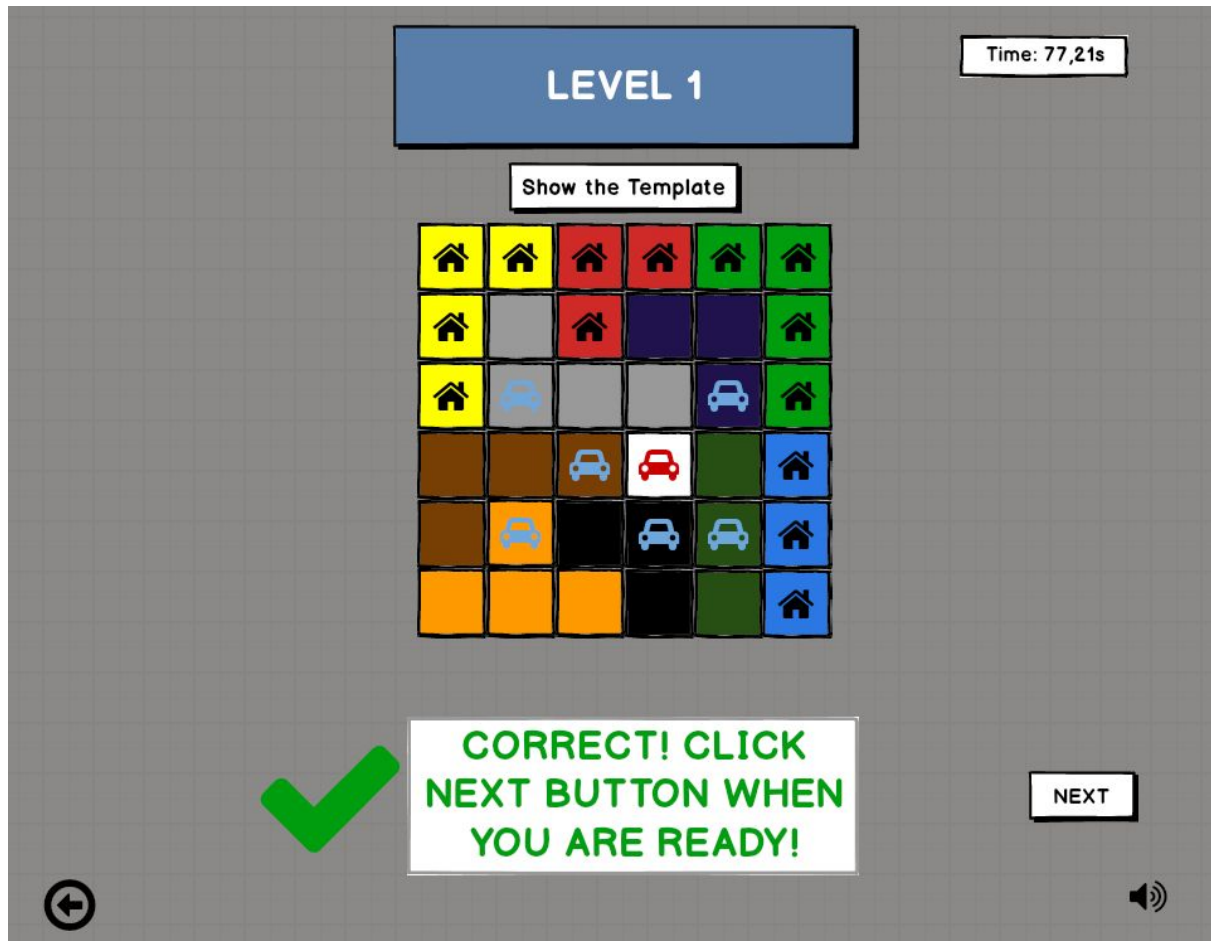 LEVEL 1
Time: 77,21s
Show the Template
CORRECT! CLICK
NEXT BUTTON WHEN
YOU ARE READY!
NEXT